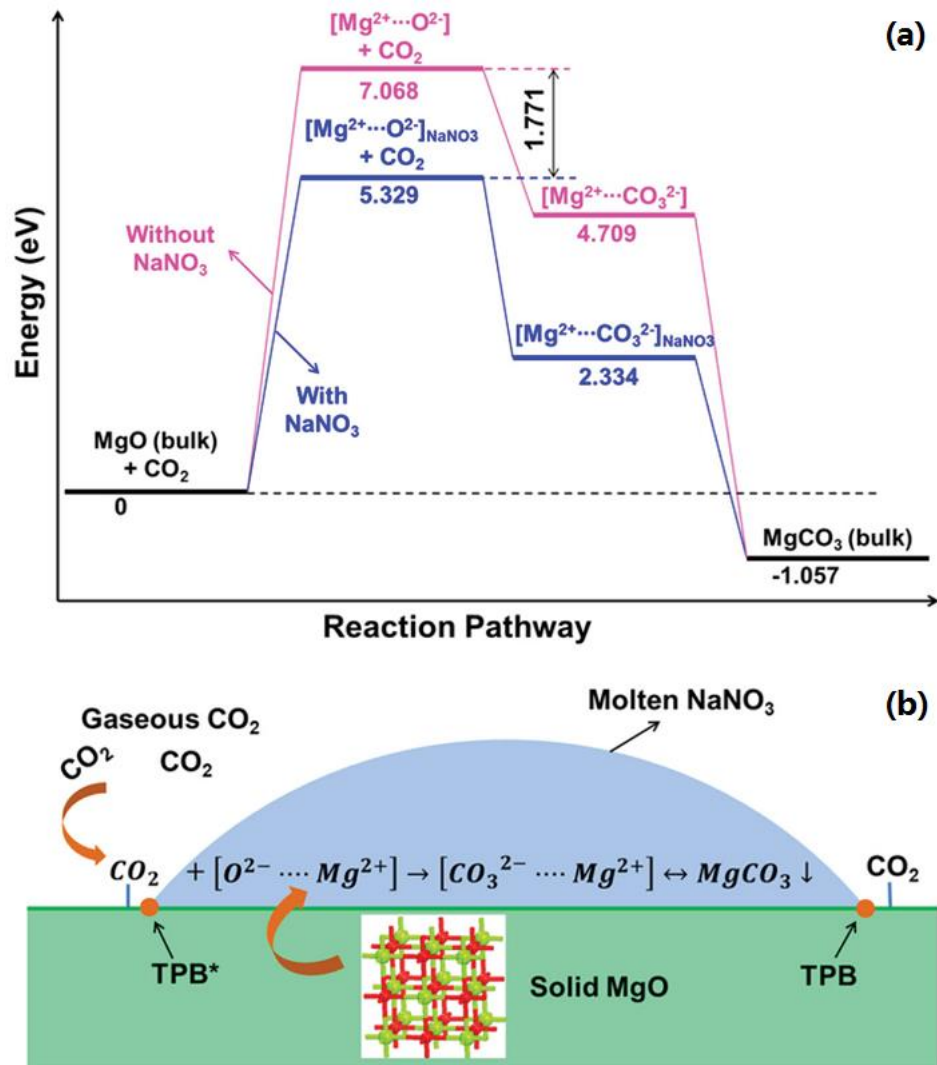 (a)
[Mg²⁺···O²⁻]
+ CO₂
7.068
1.771
[Mg²⁺···O²⁻]NaNO3
+ CO₂
5.329
[Mg²⁺···CO₃²⁻]
4.709
Without
NaNO₃
[Mg²⁺···CO₃²⁻]NaNO3
2.334
With
NaNO₃
Energy (eV)
MgO (bulk)
+ CO₂
0
MgCO₃ (bulk)
-1.057
Reaction Pathway
(b)
Molten NaNO₃
Gaseous CO₂
CO₂
CO₂
CO₂ + [O²⁻ ···· Mg²⁺] → [CO₃²⁻ ···· Mg²⁺] ↔ MgCO₃ ↓
CO₂
TPB*
Solid MgO
TPB